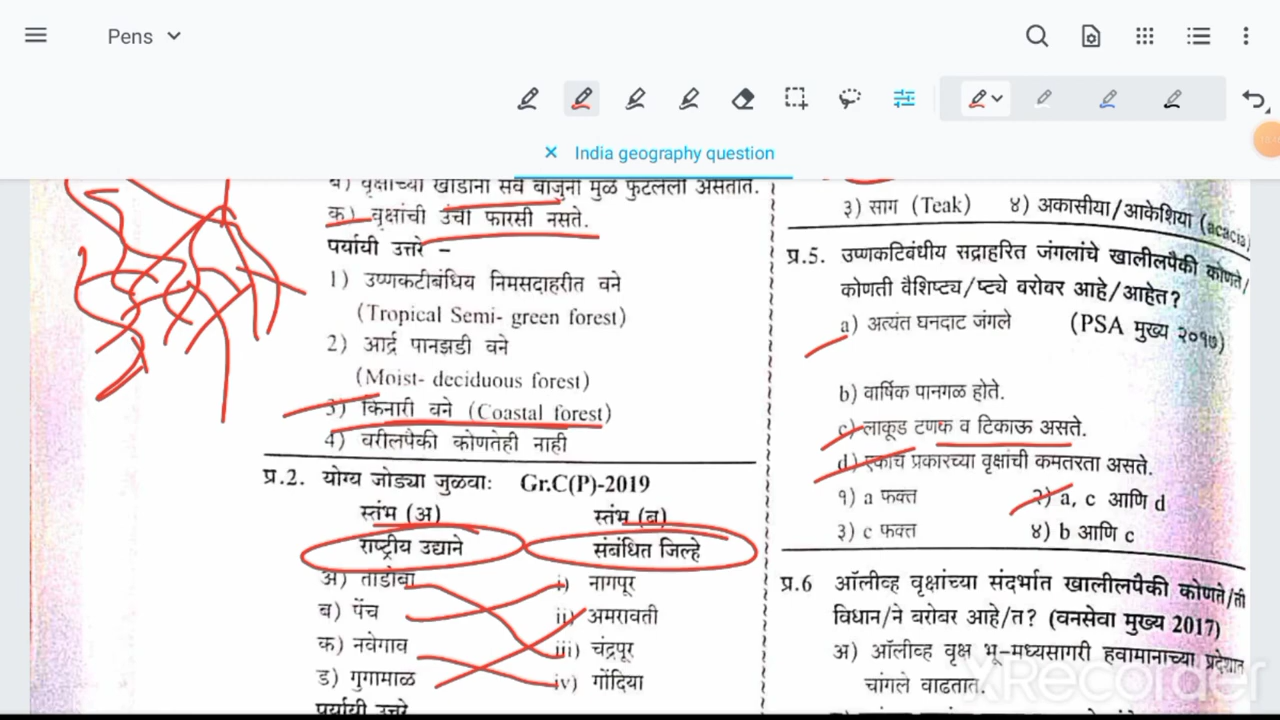 Pens
India geography question
ब) वृक्षांच्या खोडांना सर्व बाजुंनी मुळे फुटलेली असतात.
क) वृक्षांची उंची फारसी नसते.
पर्यायी उत्तरे –
1) उष्णकटीबंधिय निमसदाहरीत वने
(Tropical Semi- green forest)
2) आर्द्र पानझडी वने
(Moist- deciduous forest)
3) किनारी वने (Coastal forest)
4) वरीलपैकी कोणतेही नाही
प्र.2. योग्य जोड्या जुळवाः Gr.C(P)-2019
स्तंभ (अ) स्तंभ (ब)
राष्ट्रीय उद्याने संबंधित जिल्हे
अ) ताडोबा i) नागपूर
ब) पेंच ii) अमरावती
क) नवेगाव iii) चंद्रपूर
ड) गुगामाळ iv) गोंदिया
पर्यायी उत्तरे
३) साग (Teak) ४) अकासीया/आकेशिया (acacia)
प्र.5. उष्णकटिबंधीय सदाहरित जंगलांचे खालीलपैकी कोणते/
कोणती वैशिष्ट्य/ष्ट्ये बरोबर आहे/आहेत?
a) अत्यंत घनदाट जंगले (PSA मुख्य २०१७)
b) वार्षिक पानगळ होते.
c) लाकूड टणक व टिकाऊ असते.
d) एकाच प्रकारच्या वृक्षांची कमतरता असते.
१) a फक्त २) a, c आणि d
३) c फक्त ४) b आणि c
प्र.6 ऑलीव्ह वृक्षांच्या संदर्भात खालीलपैकी कोणते/ती
विधान/ने बरोबर आहे/त? (वनसेवा मुख्य 2017)
अ) ऑलीव्ह वृक्ष भू-मध्यसागरी हवामानाच्या प्रदेशात
चांगले वाढतात.
XRecorder